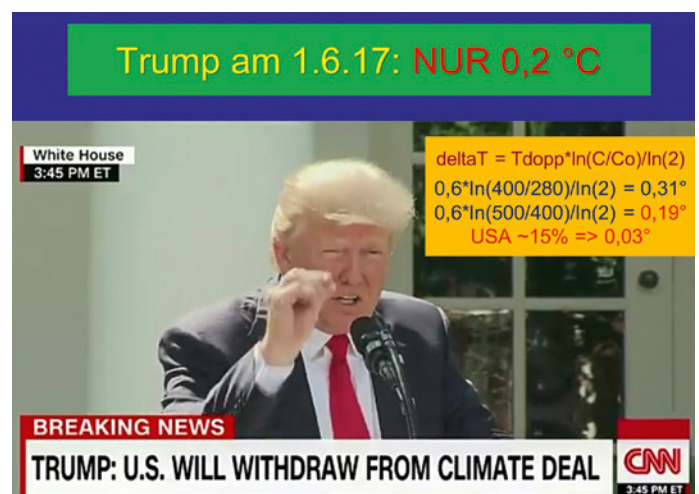 Trump am 1.6.17: NUR 0,2 °C
White House
3:45 PM ET
deltaT = Tdopp*ln(C/Co)/ln(2)
0,6*ln(400/280)/ln(2) = 0,31°
0,6*ln(500/400)/ln(2) = 0,19°
USA ~15% => 0,03°
BREAKING NEWS
TRUMP: U.S. WILL WITHDRAW FROM CLIMATE DEAL
CNN
3:45 PM ET